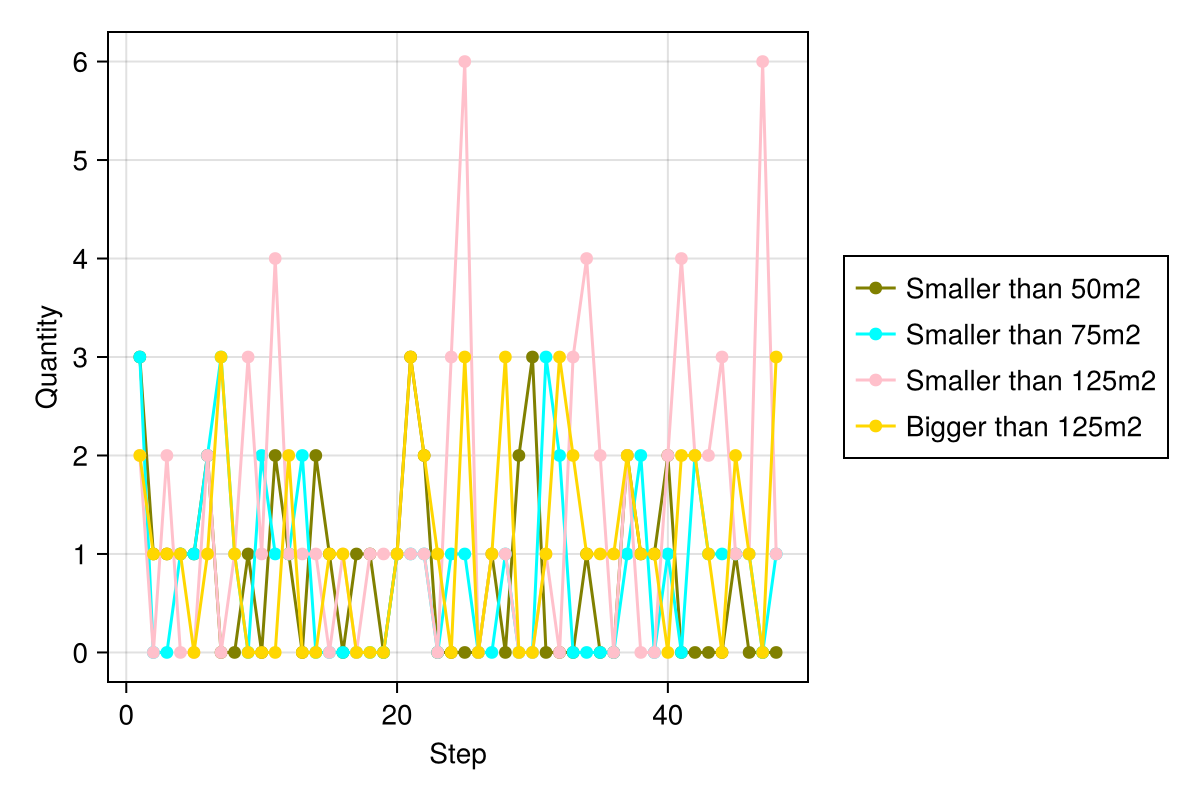 6
5
4
3
2
1
0
Quantity
0 20 40
Step
Smaller than 50m2
Smaller than 75m2
Smaller than 125m2
Bigger than 125m2